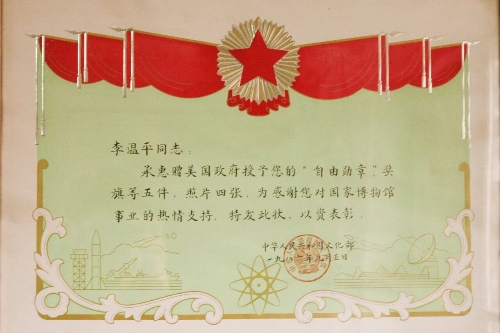 李温平同志：
承惠赠美国政府授予您的“自由勋章”、奖
旗等五件，照片四张，为感谢您对国家博物馆
事业的热情支持，特发此状，以资表彰。
中华人民共和国文化部
一九八 年九月五日